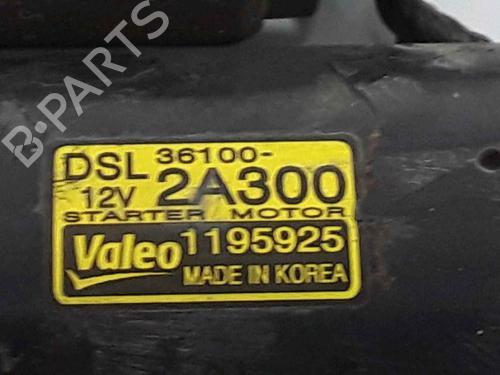 B-PARTS
DSL 36100-
12V 2A300
STARTER MOTOR
Valeo 1195925
MADE IN KOREA